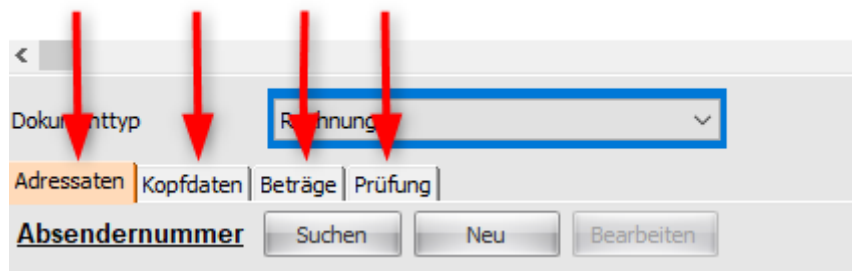 Dokumenttyp Rechnung
Adressaten Kopfdaten Beträge Prüfung
Absendernummer Suchen Neu Bearbeiten